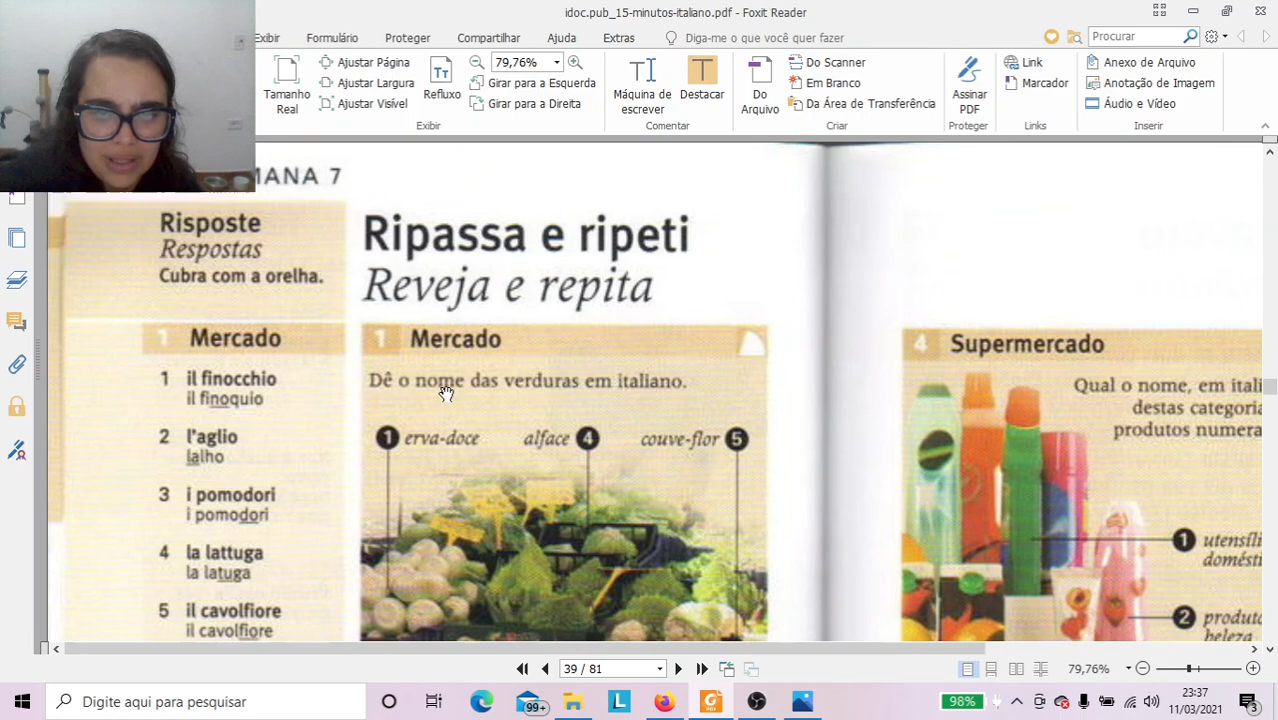 idoc.pub_15-minutos-italiano.pdf - Foxit Reader
Exibir Formulário Proteger Compartilhar Ajuda Extras Diga-me o que você quer fazer Procurar
Tamanho Real
Ajustar Página
Ajustar Largura
Ajustar Visível
Refluxo
79,76%
Girar para a Esquerda
Girar para a Direita
Exibir
Máquina de escrever
Destacar
Comentar
Do Arquivo
Do Scanner
Em Branco
Da Área de Transferência
Criar
Assinar PDF
Proteger
Link
Marcador
Links
Anexo de Arquivo
Anotação de Imagem
Áudio e Vídeo
Inserir
MANA 7
Risposte
Respostas
Cubra com a orelha.
1 Mercado
1 il finocchio
il finoquio
2 l'aglio
lalho
3 i pomodori
i pomodori
4 la lattuga
la latuga
5 il cavolfiore
il cavolfiore
Ripassa e ripeti
Reveja e repita
1 Mercado
Dê o nome das verduras em italiano.
1 erva-doce alface 4 couve-flor 5
4 Supermercado
Qual o nome, em itali
destas categoria
produtos numera
1 utensíli
domésti
2 produto
beleza
39 / 81
79,76%
Digite aqui para pesquisar
99+
98%
23:37
11/03/2021
3